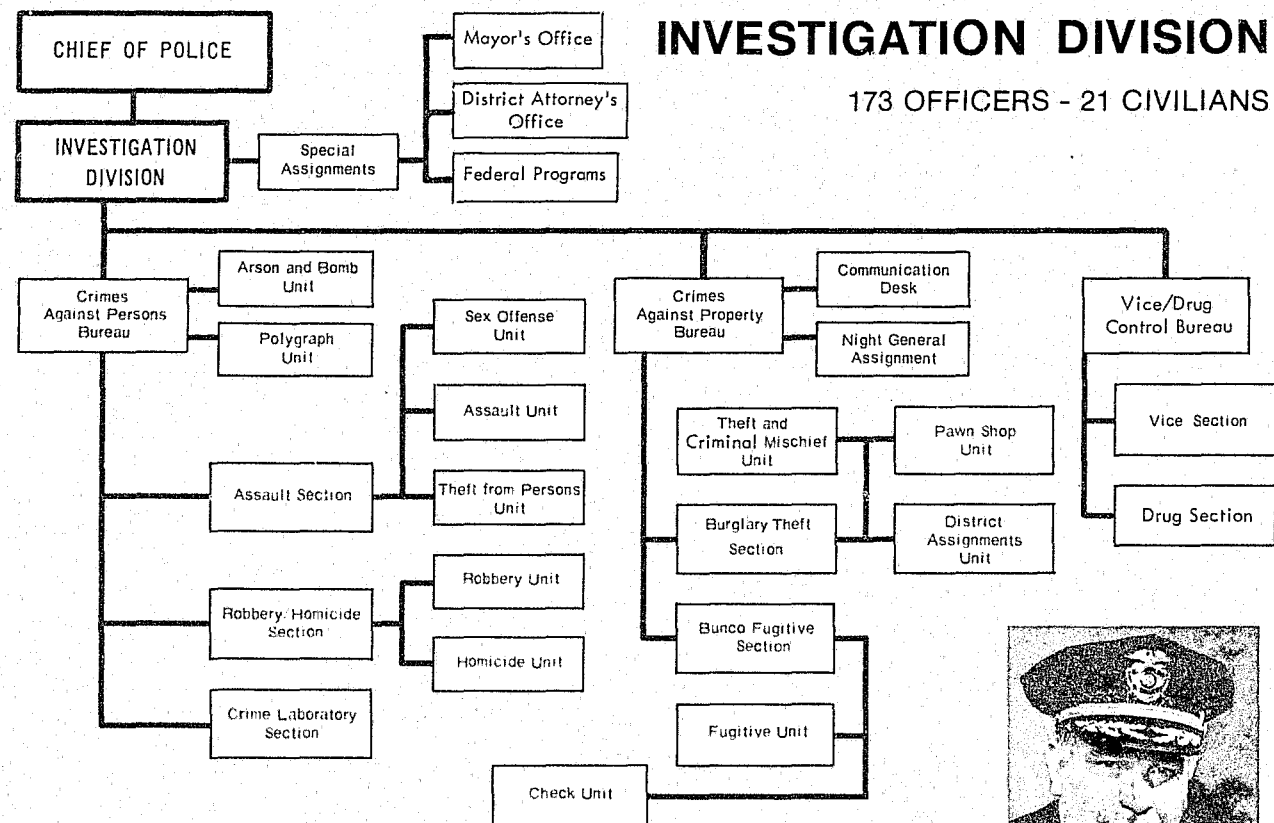 INVESTIGATION DIVISION
173 OFFICERS - 21 CIVILIANS
CHIEF OF POLICE
INVESTIGATION
DIVISION
Special
Assignments
Mayor's Office
District Attorney's
Office
Federal Programs
Crimes
Against Persons
Bureau
Arson and Bomb
Unit
Polygraph
Unit
Sex Offense
Unit
Assault Unit
Assault Section
Theft from Persons
Unit
Robbery/Homicide
Section
Robbery Unit
Homicide Unit
Crime Laboratory
Section
Crimes
Against Property
Bureau
Communication
Desk
Night General
Assignment
Theft and
Criminal Mischief
Unit
Pawn Shop
Unit
Burglary Theft
Section
District
Assignments
Unit
Bunco Fugitive
Section
Fugitive Unit
Check Unit
Vice/Drug
Control Bureau
Vice Section
Drug Section